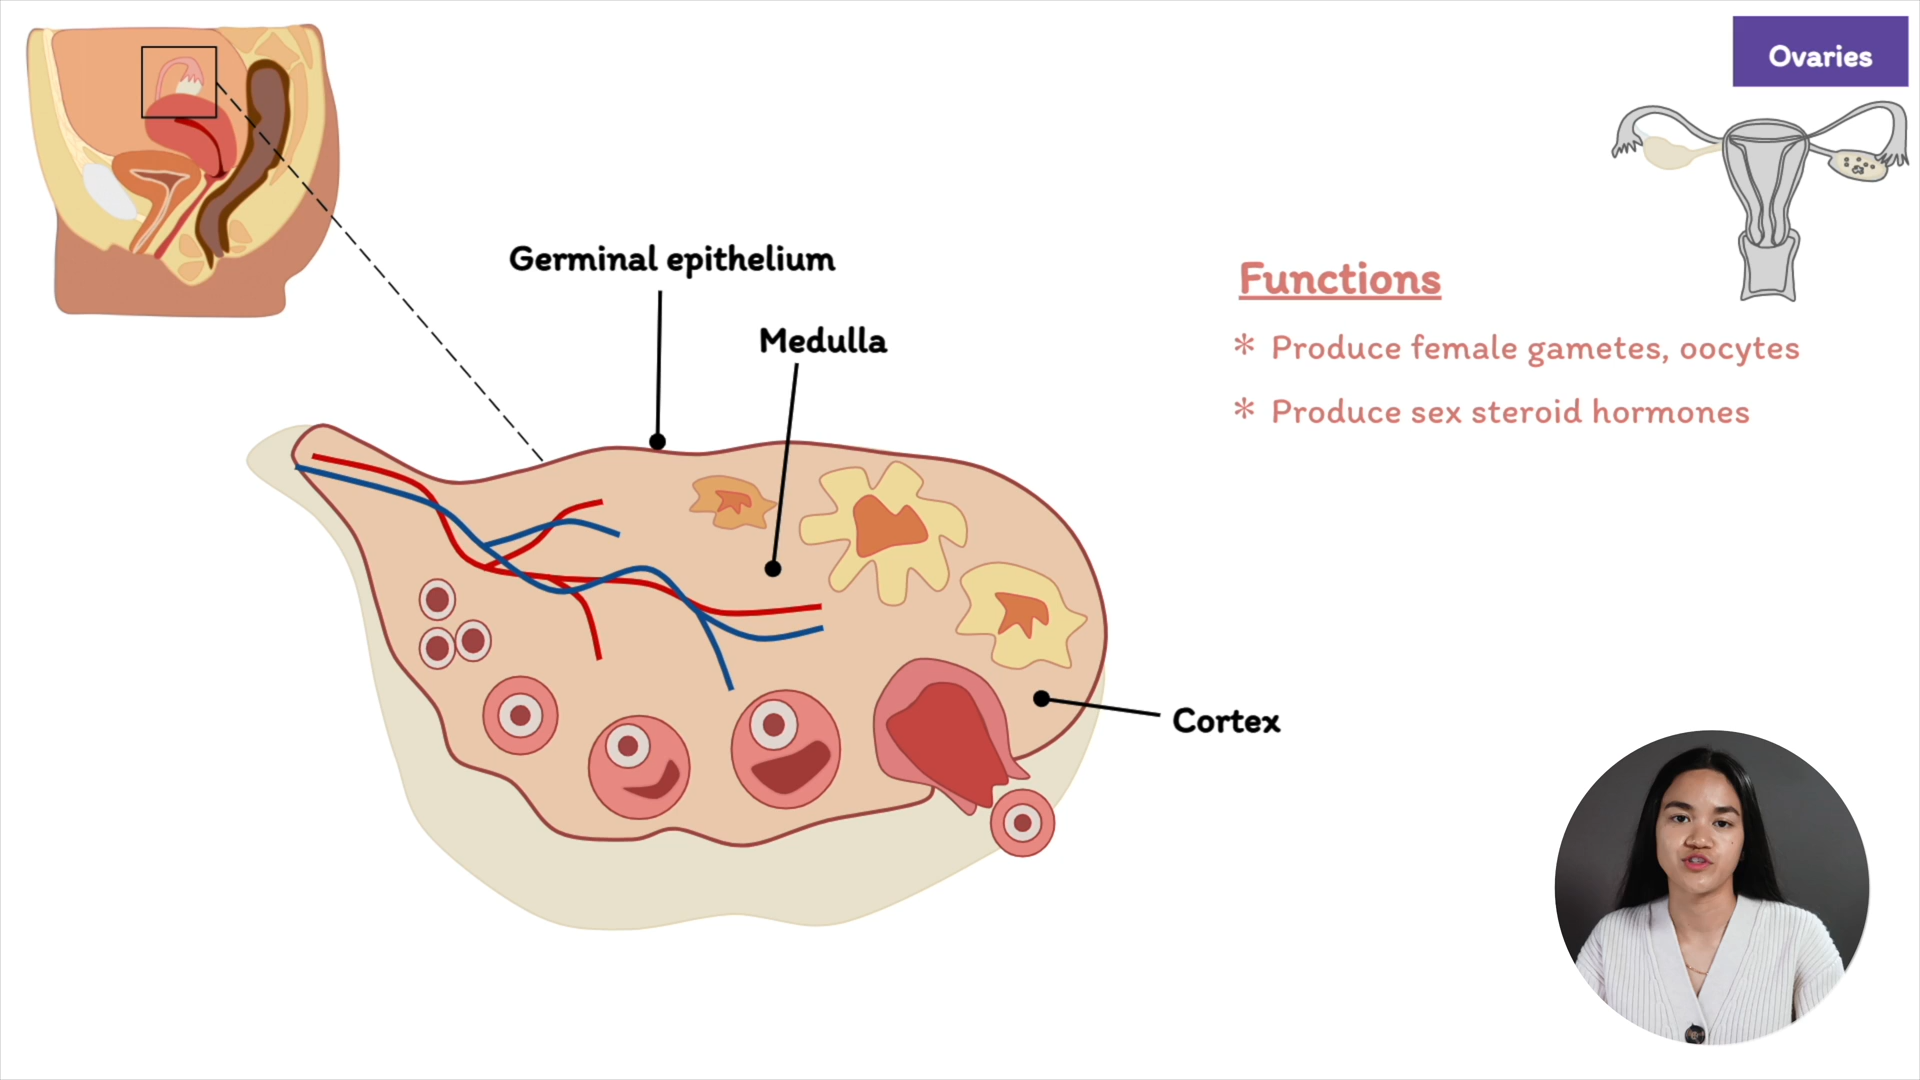 Ovaries
Germinal epithelium
Medulla
Cortex
Functions
* Produce female gametes, oocytes
* Produce sex steroid hormones